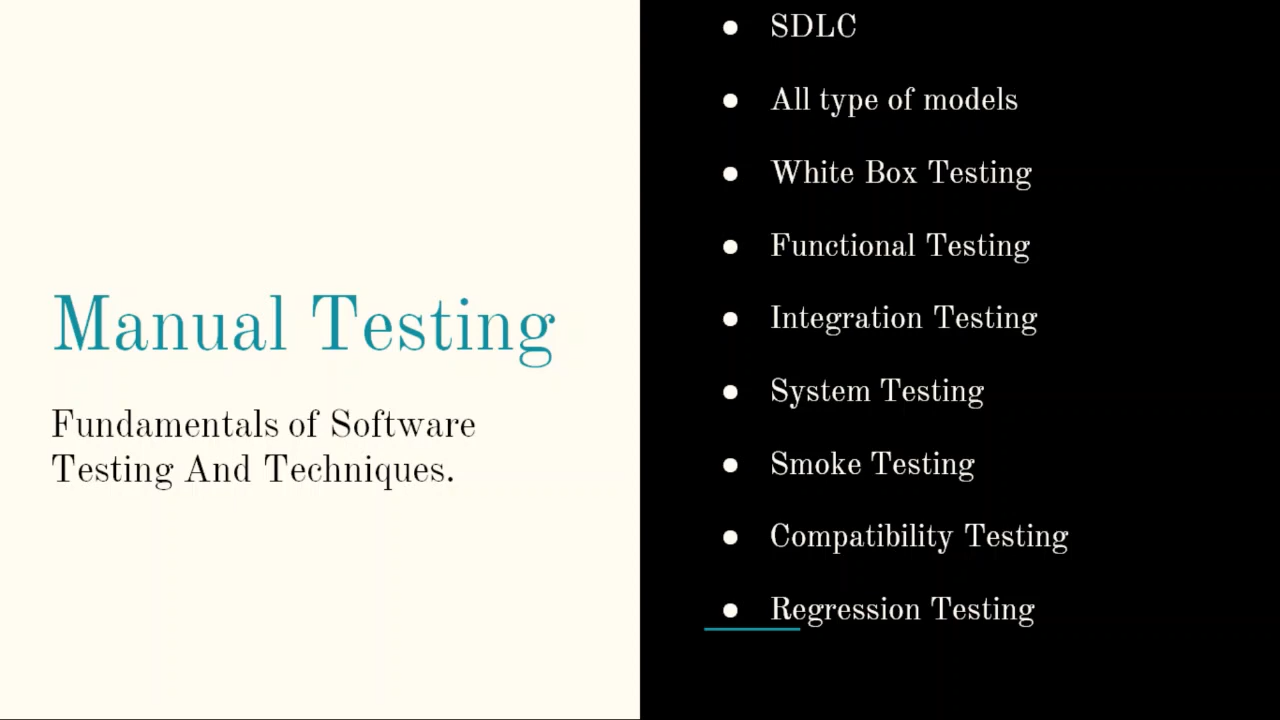 Manual Testing
Fundamentals of Software
Testing And Techniques.
● SDLC
● All type of models
● White Box Testing
● Functional Testing
● Integration Testing
● System Testing
● Smoke Testing
● Compatibility Testing
● Regression Testing